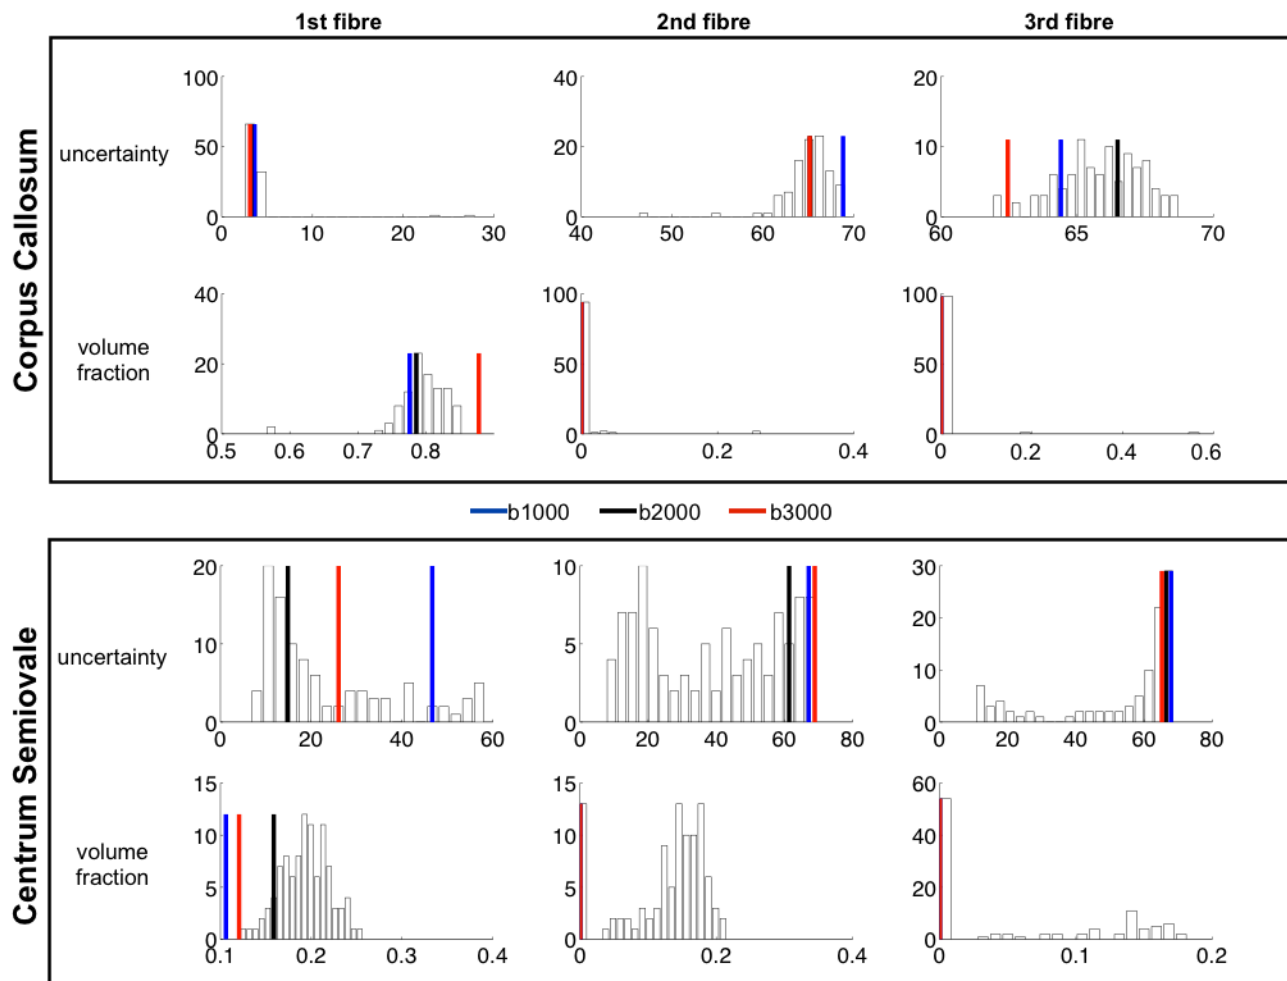 1st fibre 2nd fibre 3rd fibre
Corpus Callosum
uncertainty
100 50 0
0 10 20 30
40 20 0
40 50 60 70
20 10 0
60 65 70
volume
fraction
40 20 0
0.5 0.6 0.7 0.8
100 50 0
0 0.2 0.4
100 50 0
0 0.2 0.4 0.6
b1000 b2000 b3000
Centrum Semiovale
uncertainty
20 10 0
0 20 40 60
10 5 0
0 20 40 60 80
30 20 10 0
0 20 40 60 80
volume
fraction
15 10 5 0
0.1 0.2 0.3 0.4
15 10 5 0
0 0.2 0.4
60 40 20 0
0 0.1 0.2